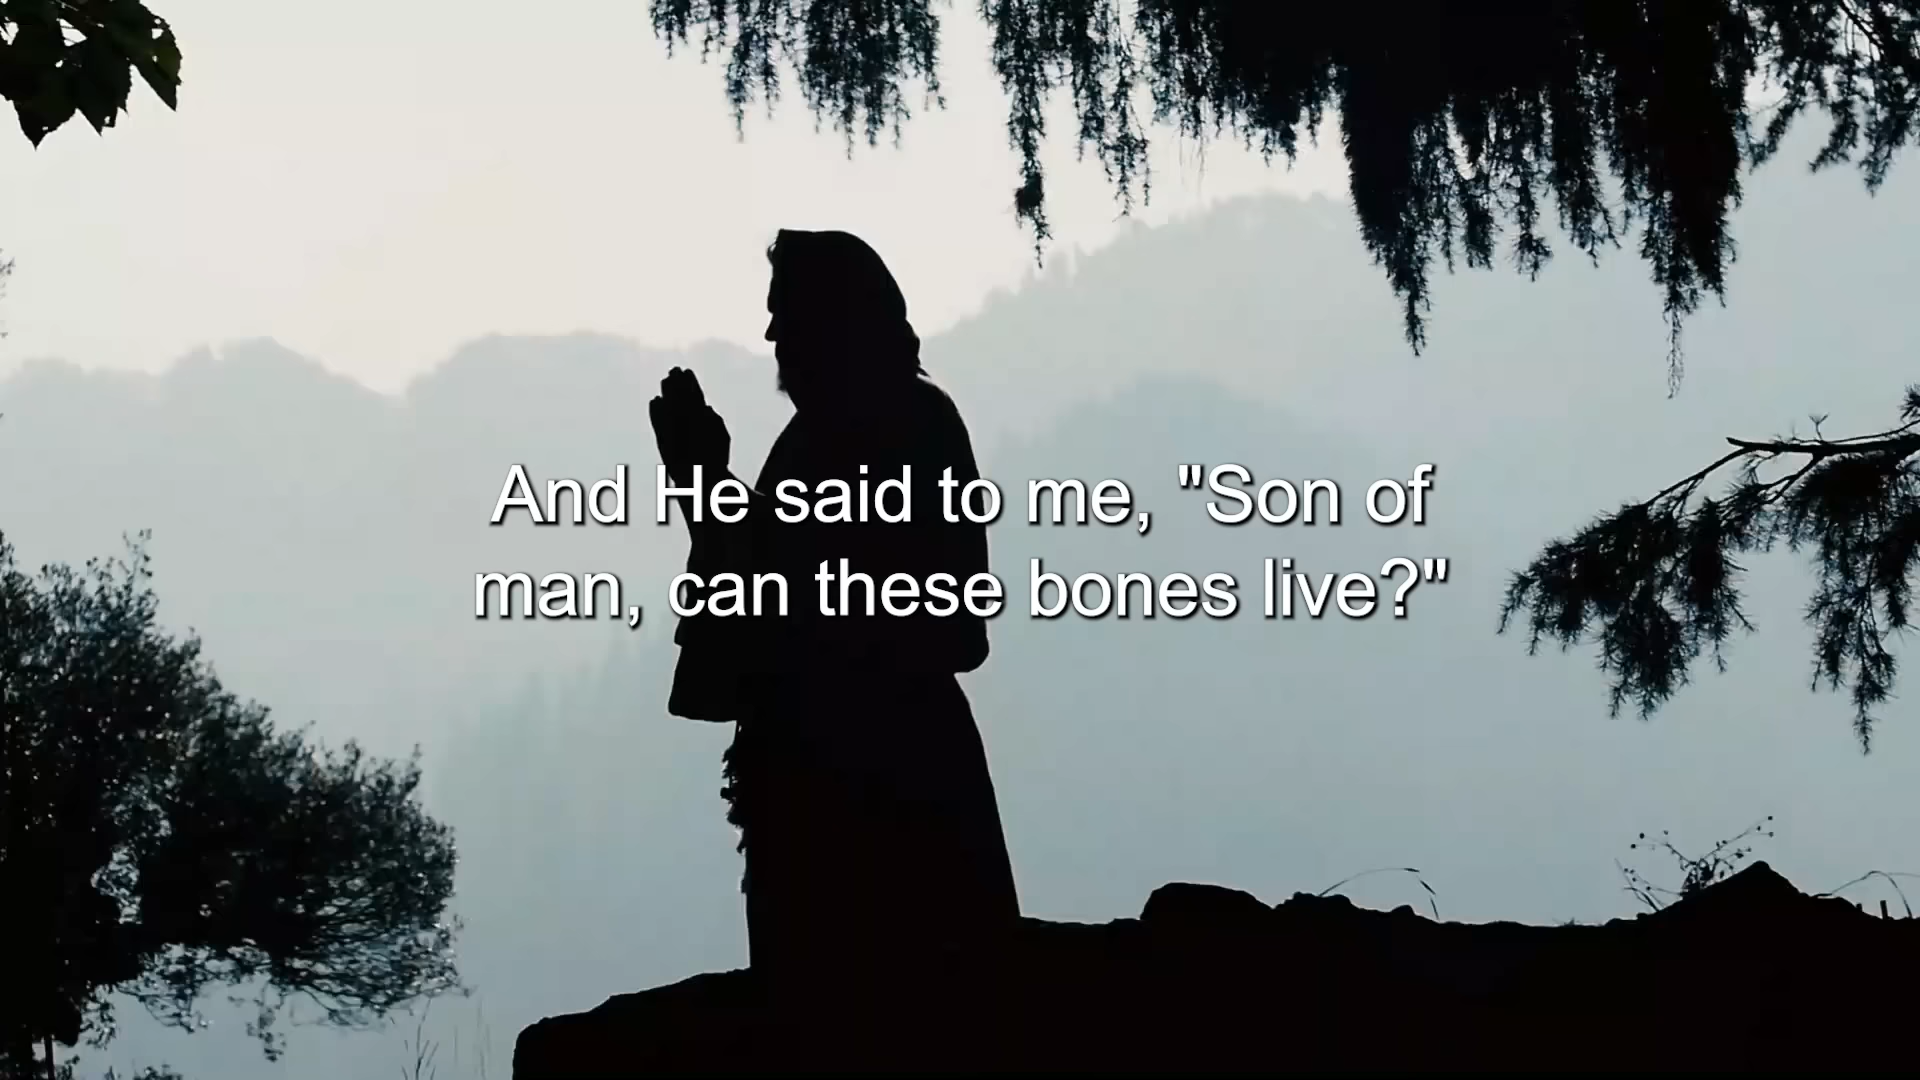 And He said to me, "Son of
man, can these bones live?"